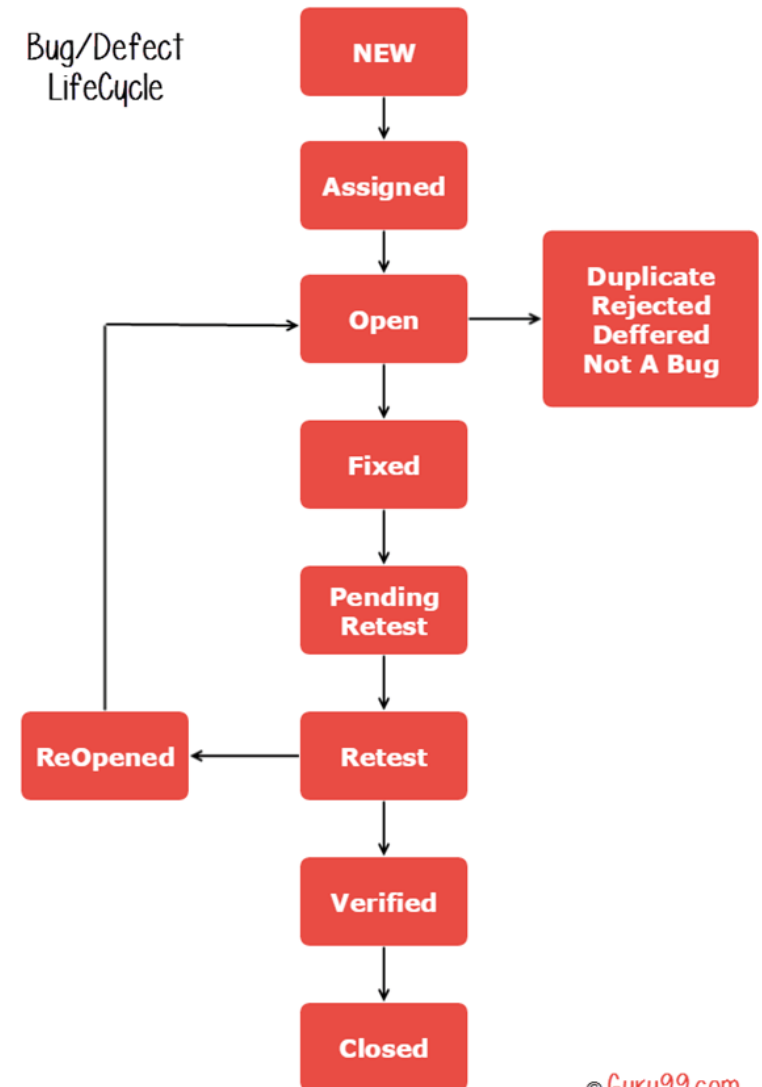 Bug/Defect
LifeCycle
NEW
Assigned
Open
Duplicate
Rejected
Deffered
Not A Bug
Fixed
Pending
Retest
ReOpened
Retest
Verified
Closed
© Guru99.com